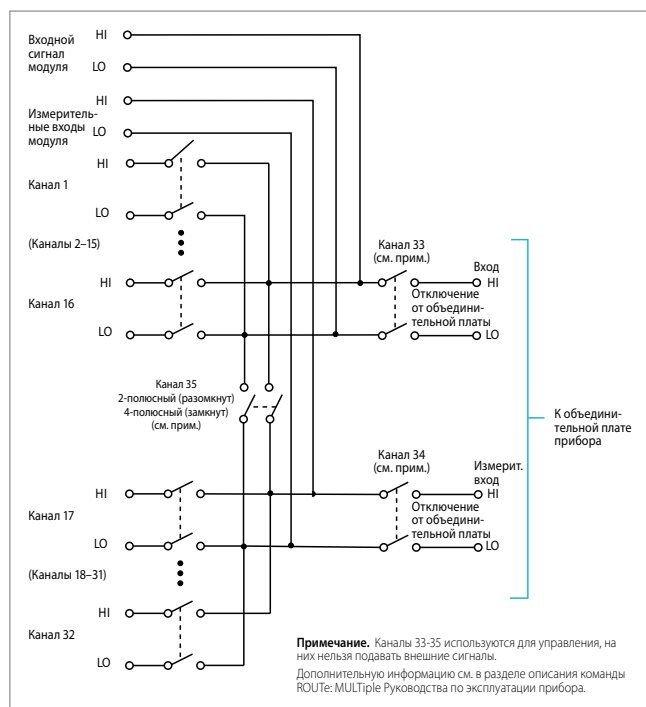 Входной
сигнал
модуля
HI
LO
Измеритель-
ные входы
модуля
HI
LO
HI
Канал 1
LO
(Каналы 2–15)
HI
Канал 16
LO
Канал 33
(см. прим.)
Вход
HI
Отключение
от объедини-
тельной платы
LO
Канал 35
2-полюсный (разомкнут)
4-полюсный (замкнут)
(см. прим.)
К объедини-
тельной плате
прибора
Канал 34
(см. прим.)
Измерит.
вход
HI
Отключение
от объедини-
тельной платы
LO
HI
Канал 17
LO
(Каналы 18–31)
HI
Канал 32
LO
Примечание. Каналы 33-35 используются для управления, на
них нельзя подавать внешние сигналы.
Дополнительную информацию см. в разделе описания команды
ROUTe: MULTiple Руководства по эксплуатации прибора.